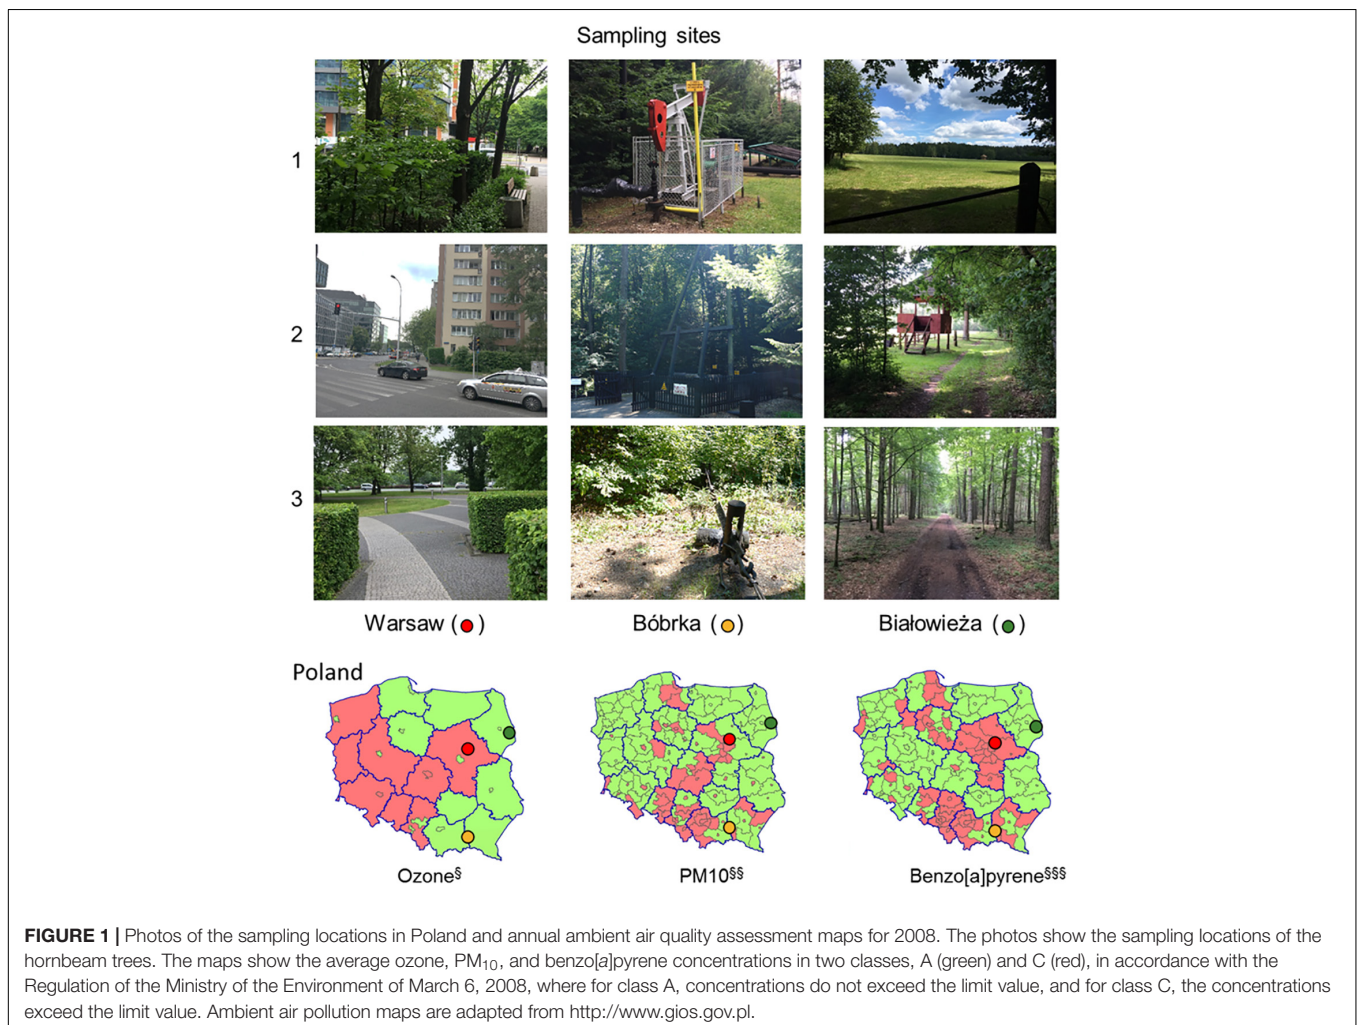 Sampling sites
1
2
3
Warsaw ( )
Bóbrka ( )
Białowieża ( )
Poland
Ozone§
PM10§§
Benzo[a]pyrene§§§
FIGURE 1 | Photos of the sampling locations in Poland and annual ambient air quality assessment maps for 2008. The photos show the sampling locations of the
hornbeam trees. The maps show the average ozone, PM10, and benzo[a]pyrene concentrations in two classes, A (green) and C (red), in accordance with the
Regulation of the Ministry of the Environment of March 6, 2008, where for class A, concentrations do not exceed the limit value, and for class C, the concentrations
exceed the limit value. Ambient air pollution maps are adapted from http://www.gios.gov.pl.